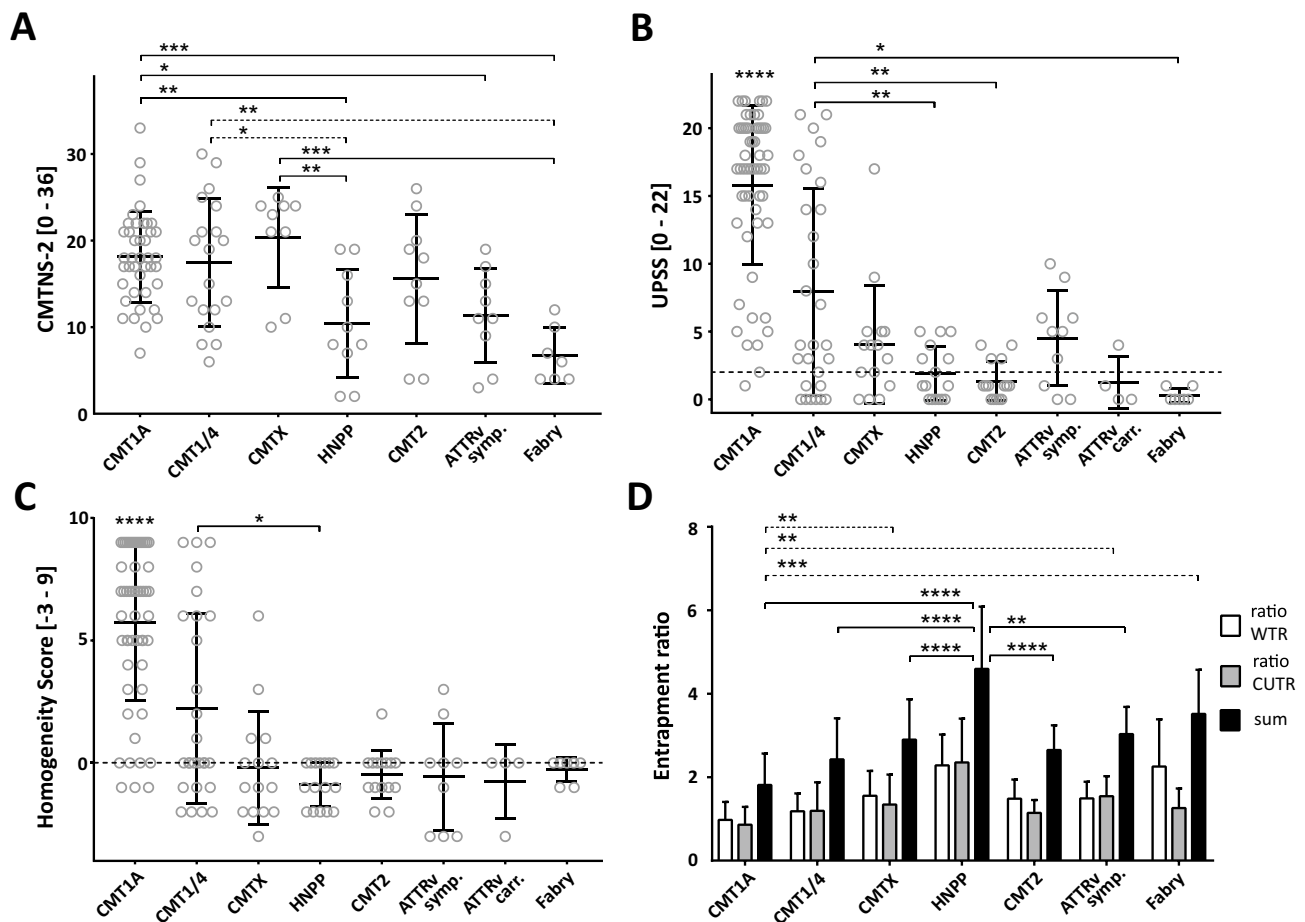 A
***
*
**
**
*
***
**
CMTNS-2 [0 - 36]
30
20
10
0
CMT1A
CMT1/4
CMTX
HNPP
CMT2
ATTRv symp.
Fabry
B
*
**
**
****
UPSS [0 - 22]
20
15
10
5
0
CMT1A
CMT1/4
CMTX
HNPP
CMT2
ATTRv symp.
ATTRv carr.
Fabry
C
****
*
Homogeneity Score [-3 - 9]
10
5
0
CMT1A
CMT1/4
CMTX
HNPP
CMT2
ATTRv symp.
ATTRv carr.
Fabry
D
**
**
***
****
****
**
****
****
Entrapment ratio
8
6
4
2
0
CMT1A
CMT1/4
CMTX
HNPP
CMT2
ATTRv symp.
Fabry
ratio WTR
ratio CUTR
sum